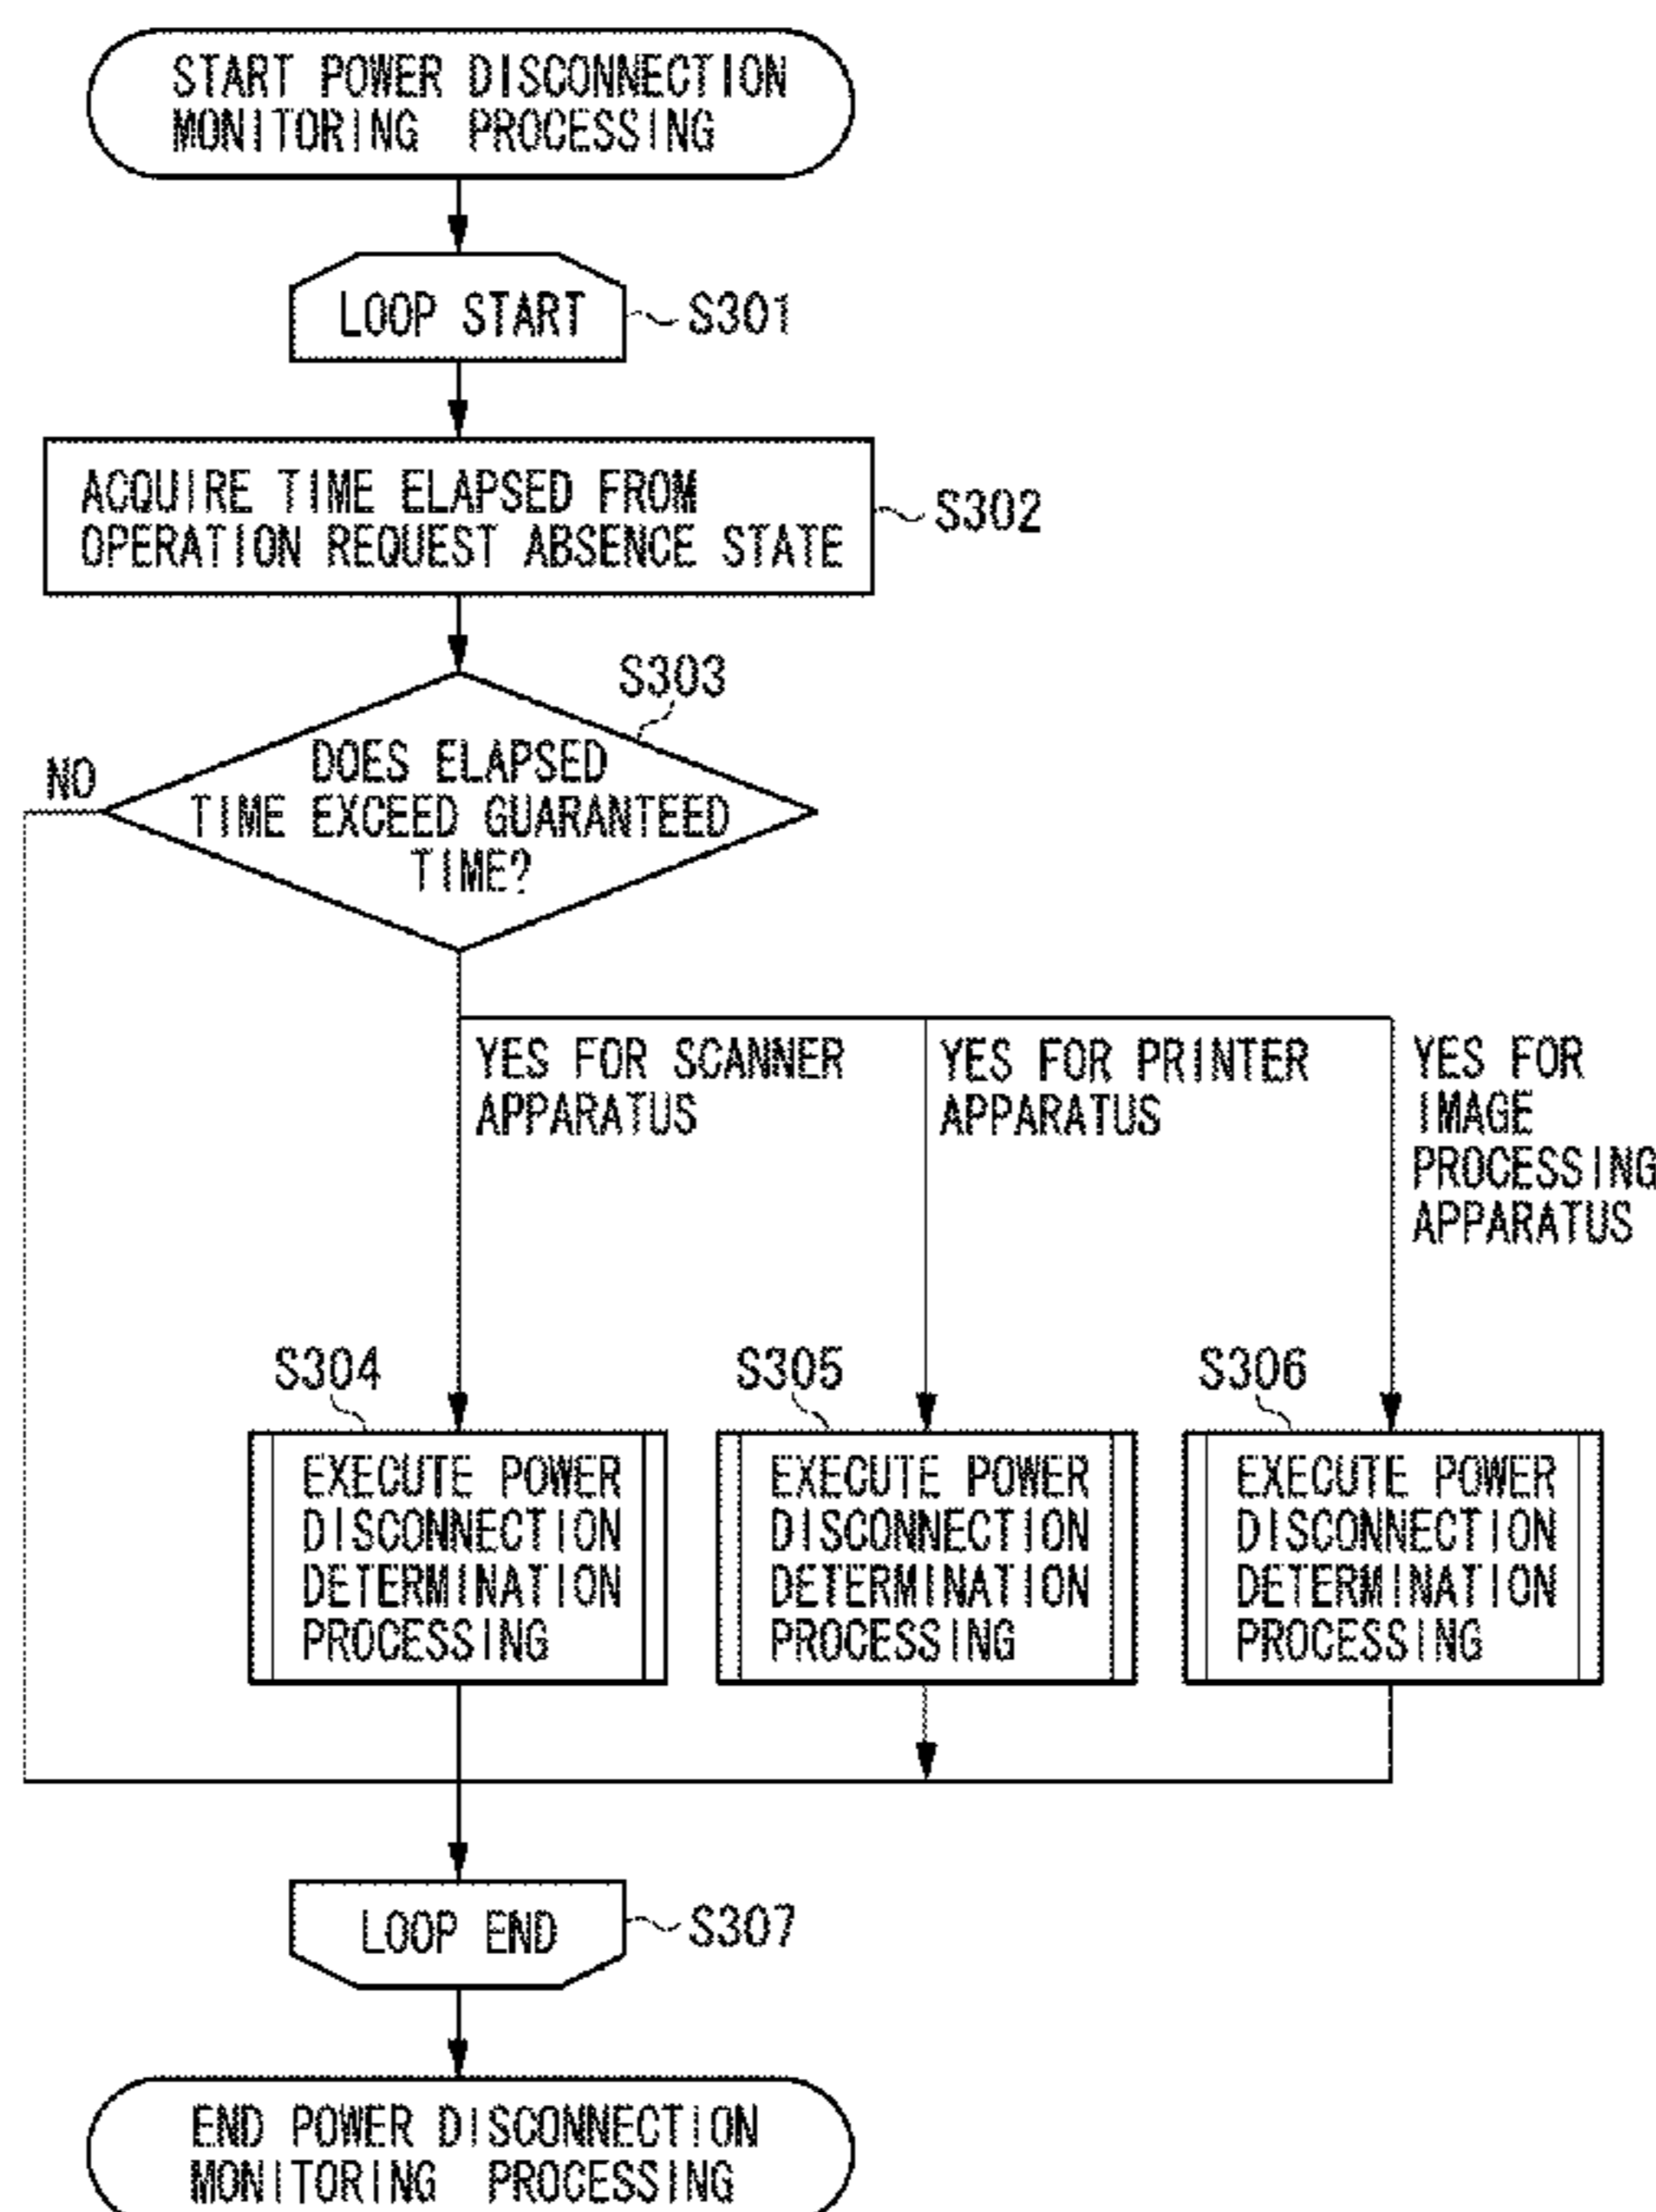 START POWER DISCONNECTION
MONITORING PROCESSING
LOOP START
S301
ACQUIRE TIME ELAPSED FROM
OPERATION REQUEST ABSENCE STATE
S302
S303
DOES ELAPSED
TIME EXCEED GUARANTEED
TIME?
NO
YES FOR SCANNER
APPARATUS
YES FOR PRINTER
APPARATUS
YES FOR
IMAGE
PROCESSING
APPARATUS
S304
EXECUTE POWER
DISCONNECTION
DETERMINATION
PROCESSING
S305
EXECUTE POWER
DISCONNECTION
DETERMINATION
PROCESSING
S306
EXECUTE POWER
DISCONNECTION
DETERMINATION
PROCESSING
LOOP END
S307
END POWER DISCONNECTION
MONITORING PROCESSING